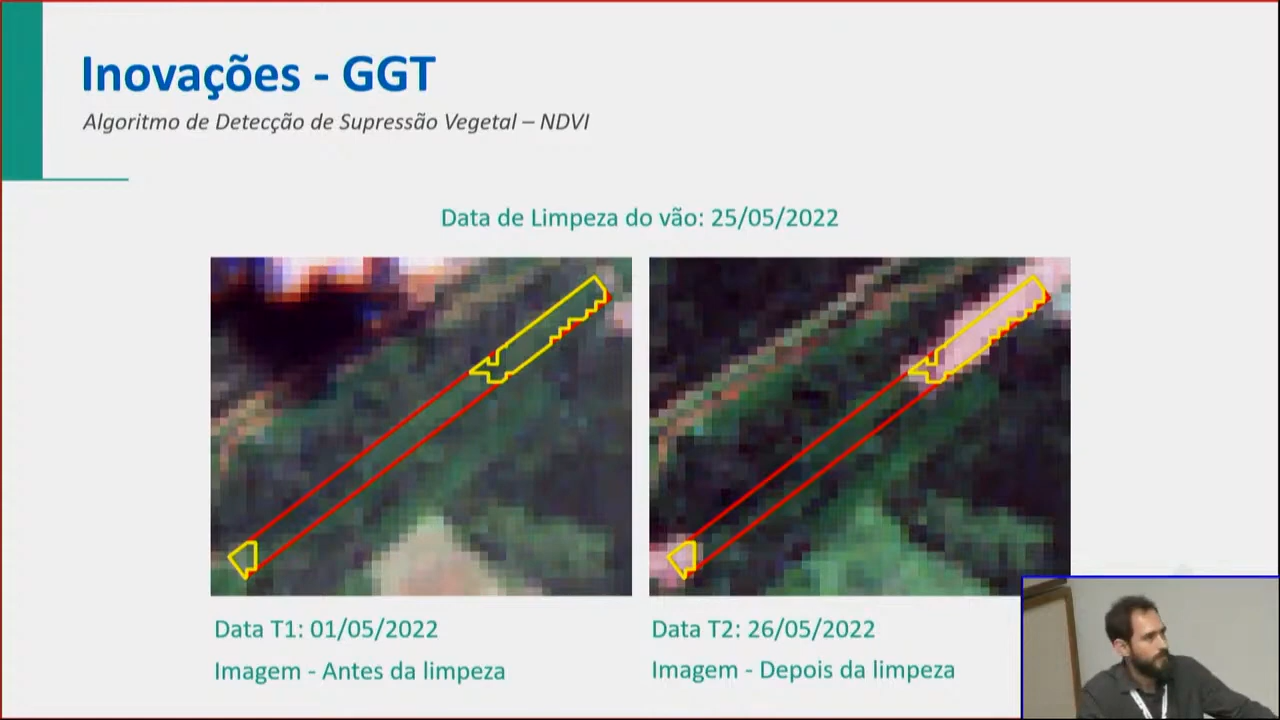 Inovações - GGT
Algoritmo de Detecção de Supressão Vegetal – NDVI
Data de Limpeza do vão: 25/05/2022
Data T1: 01/05/2022
Imagem - Antes da limpeza
Data T2: 26/05/2022
Imagem - Depois da limpeza